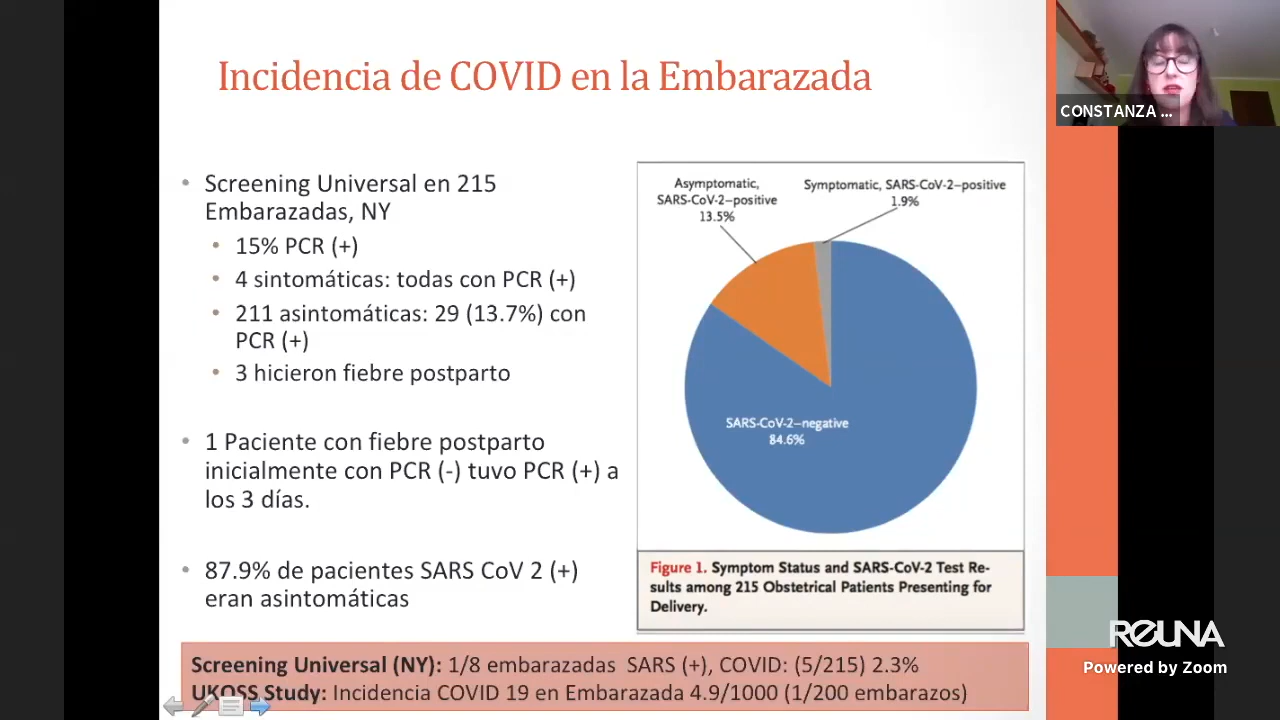 Incidencia de COVID en la Embarazada
CONSTANZA ...
• Screening Universal en 215
Embarazadas, NY
• 15% PCR (+)
• 4 sintomáticas: todas con PCR (+)
• 211 asintomáticas: 29 (13.7%) con
PCR (+)
• 3 hicieron fiebre postparto
• 1 Paciente con fiebre postparto
inicialmente con PCR (-) tuvo PCR (+) a
los 3 días.
• 87.9% de pacientes SARS CoV 2 (+)
eran asintomáticas
Asymptomatic,
SARS-CoV-2–positive
13.5%
Symptomatic, SARS-CoV-2–positive
1.9%
SARS-CoV-2–negative
84.6%
Figure 1. Symptom Status and SARS-CoV-2 Test Re-
sults among 215 Obstetrical Patients Presenting for
Delivery.
Screening Universal (NY): 1/8 embarazadas SARS (+), COVID: (5/215) 2.3%
UKOSS Study: Incidencia COVID 19 en Embarazada 4.9/1000 (1/200 embarazos)
REUNA
Powered by Zoom